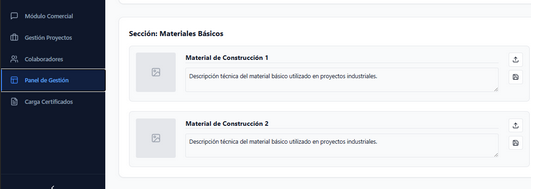 Módulo Comercial
Gestión Proyectos
Colaboradores
Panel de Gestión
Carga Certificados
Sección: Materiales Básicos
Material de Construcción 1
Descripción técnica del material básico utilizado en proyectos industriales.
Material de Construcción 2
Descripción técnica del material básico utilizado en proyectos industriales.